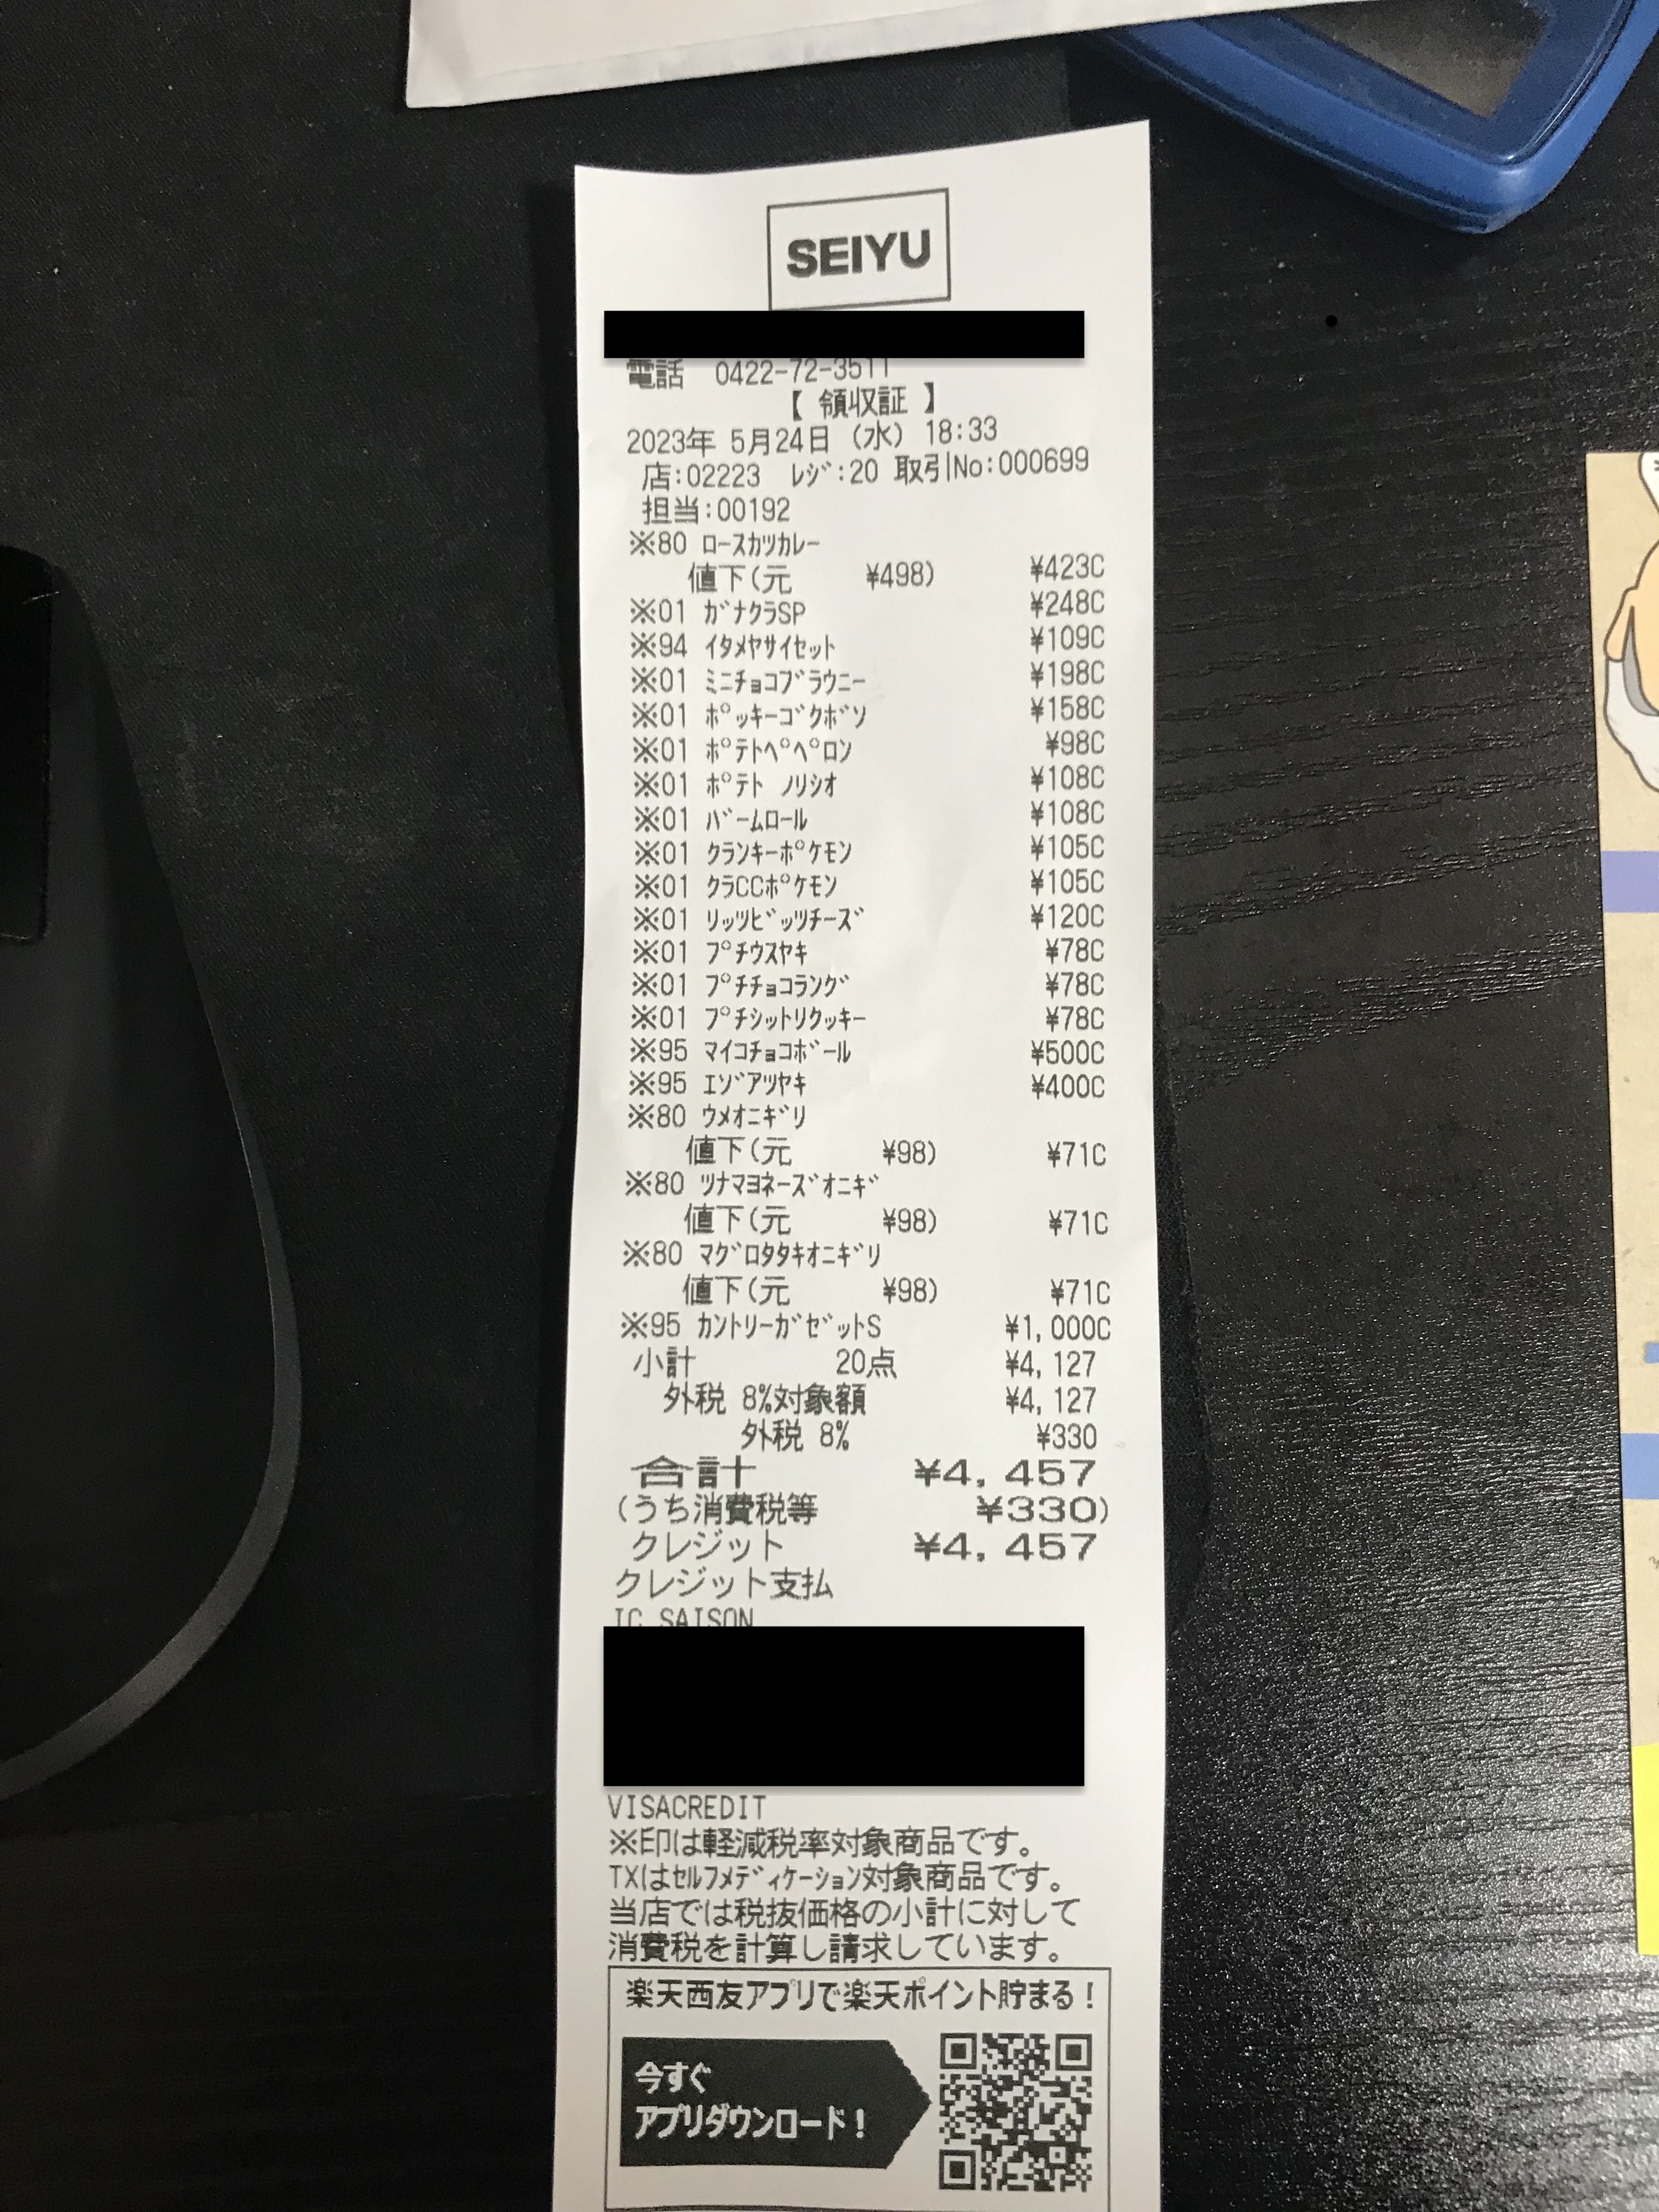 SEIYU
電話 0422-72-3511
【 領収証 】
2023年 5月24日 (水) 18:33
店:02223 ﾚｼﾞ:20 取引No:000699
担当:00192
※80 ﾛｰｽｶﾂｶﾚｰ
値下(元 ¥498) ¥423C
※01 ｶﾞﾅｸﾗSP ¥248C
※94 ｲﾀﾒﾔｻｲｾｯﾄ ¥109C
※01 ﾐﾆﾁｮｺﾌﾞﾗｳﾆｰ ¥198C
※01 ﾎﾟｯｷｰｺﾞｸﾎﾞｿ ¥158C
※01 ﾎﾟﾃﾄﾍﾟﾍﾟﾛﾝ ¥98C
※01 ﾎﾟﾃﾄ ﾉﾘｼｵ ¥108C
※01 ﾊﾞｰﾑﾛｰﾙ ¥108C
※01 ｸﾗﾝｷｰﾎﾟｹﾓﾝ ¥105C
※01 ｸﾗCCﾎﾟｹﾓﾝ ¥105C
※01 ﾘｯﾂﾋﾞｯﾂﾁｰｽﾞ ¥120C
※01 ﾌﾟﾁｳｽﾔｷ ¥78C
※01 ﾌﾟﾁﾁｮｺﾗﾝｸﾞ ¥78C
※01 ﾌﾟﾁｼｯﾄﾘｸｯｷｰ ¥78C
※95 ﾏｲｺﾁｮｺﾎﾞｰﾙ ¥500C
※95 ｴｿﾞｱﾂﾔｷ ¥400C
※80 ｳﾒｵﾆｷﾞﾘ
値下(元 ¥98) ¥71C
※80 ﾂﾅﾏﾖﾈｰｽﾞｵﾆｷﾞ
値下(元 ¥98) ¥71C
※80 ﾏｸﾞﾛﾀﾀｷｵﾆｷﾞﾘ
値下(元 ¥98) ¥71C
※95 ｶﾝﾄﾘｰｶﾞｾﾞｯﾄS ¥1,000C
小計 20点 ¥4,127
外税 8%対象額 ¥4,127
外税 8% ¥330
合計 ¥4,457
(うち消費税等 ¥330)
クレジット ¥4,457
クレジット支払
IC SAISON
VISACREDIT
※印は軽減税率対象商品です。
TXはｾﾙﾌﾒﾃﾞｨｹｰｼｮﾝ対象商品です。
当店では税抜価格の小計に対して
消費税を計算し請求しています。
楽天西友アプリで楽天ポイント貯まる!
今すぐ
アプリダウンロード!